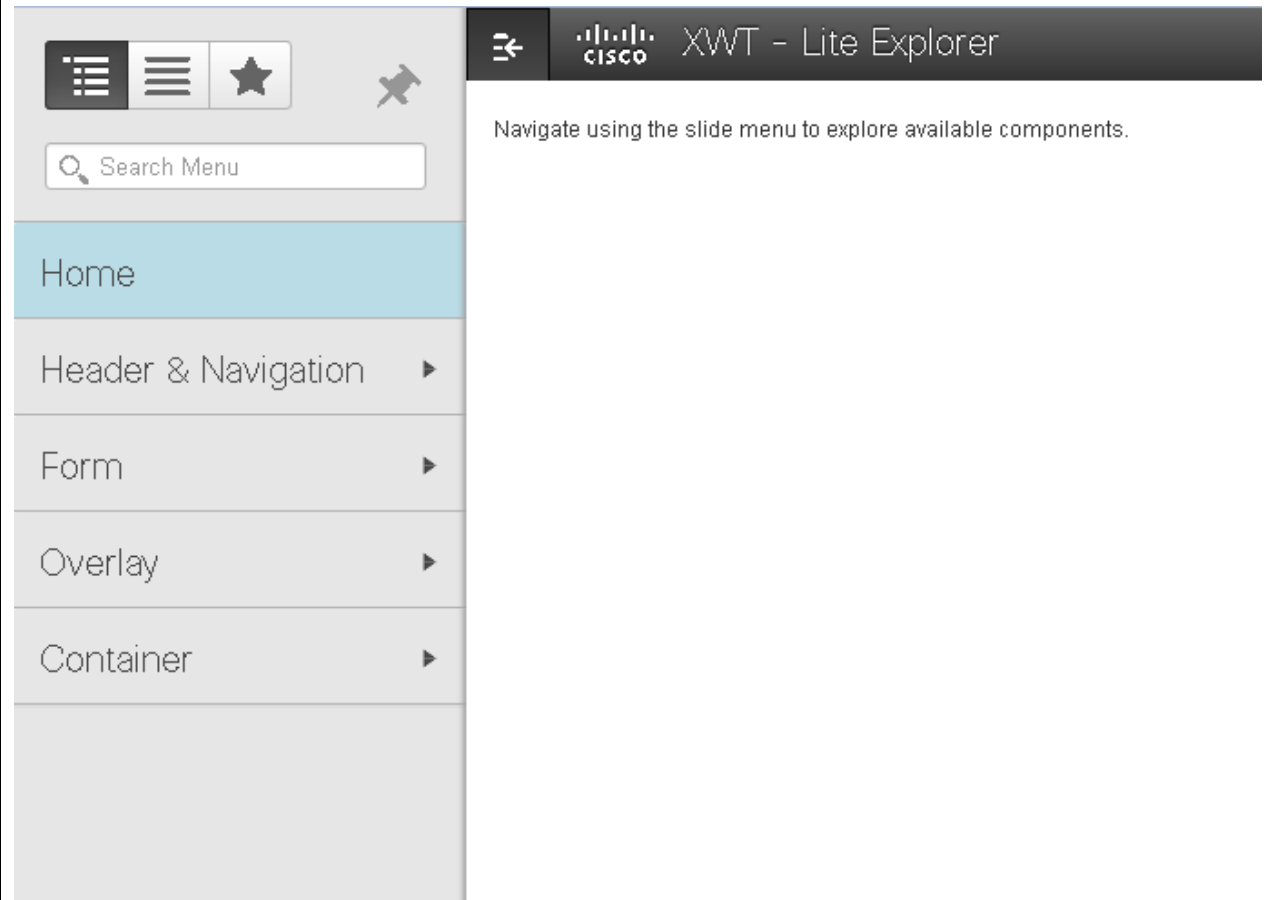 Search Menu
Home
Header & Navigation
Form
Overlay
Container
cisco XWT - Lite Explorer
Navigate using the slide menu to explore available components.